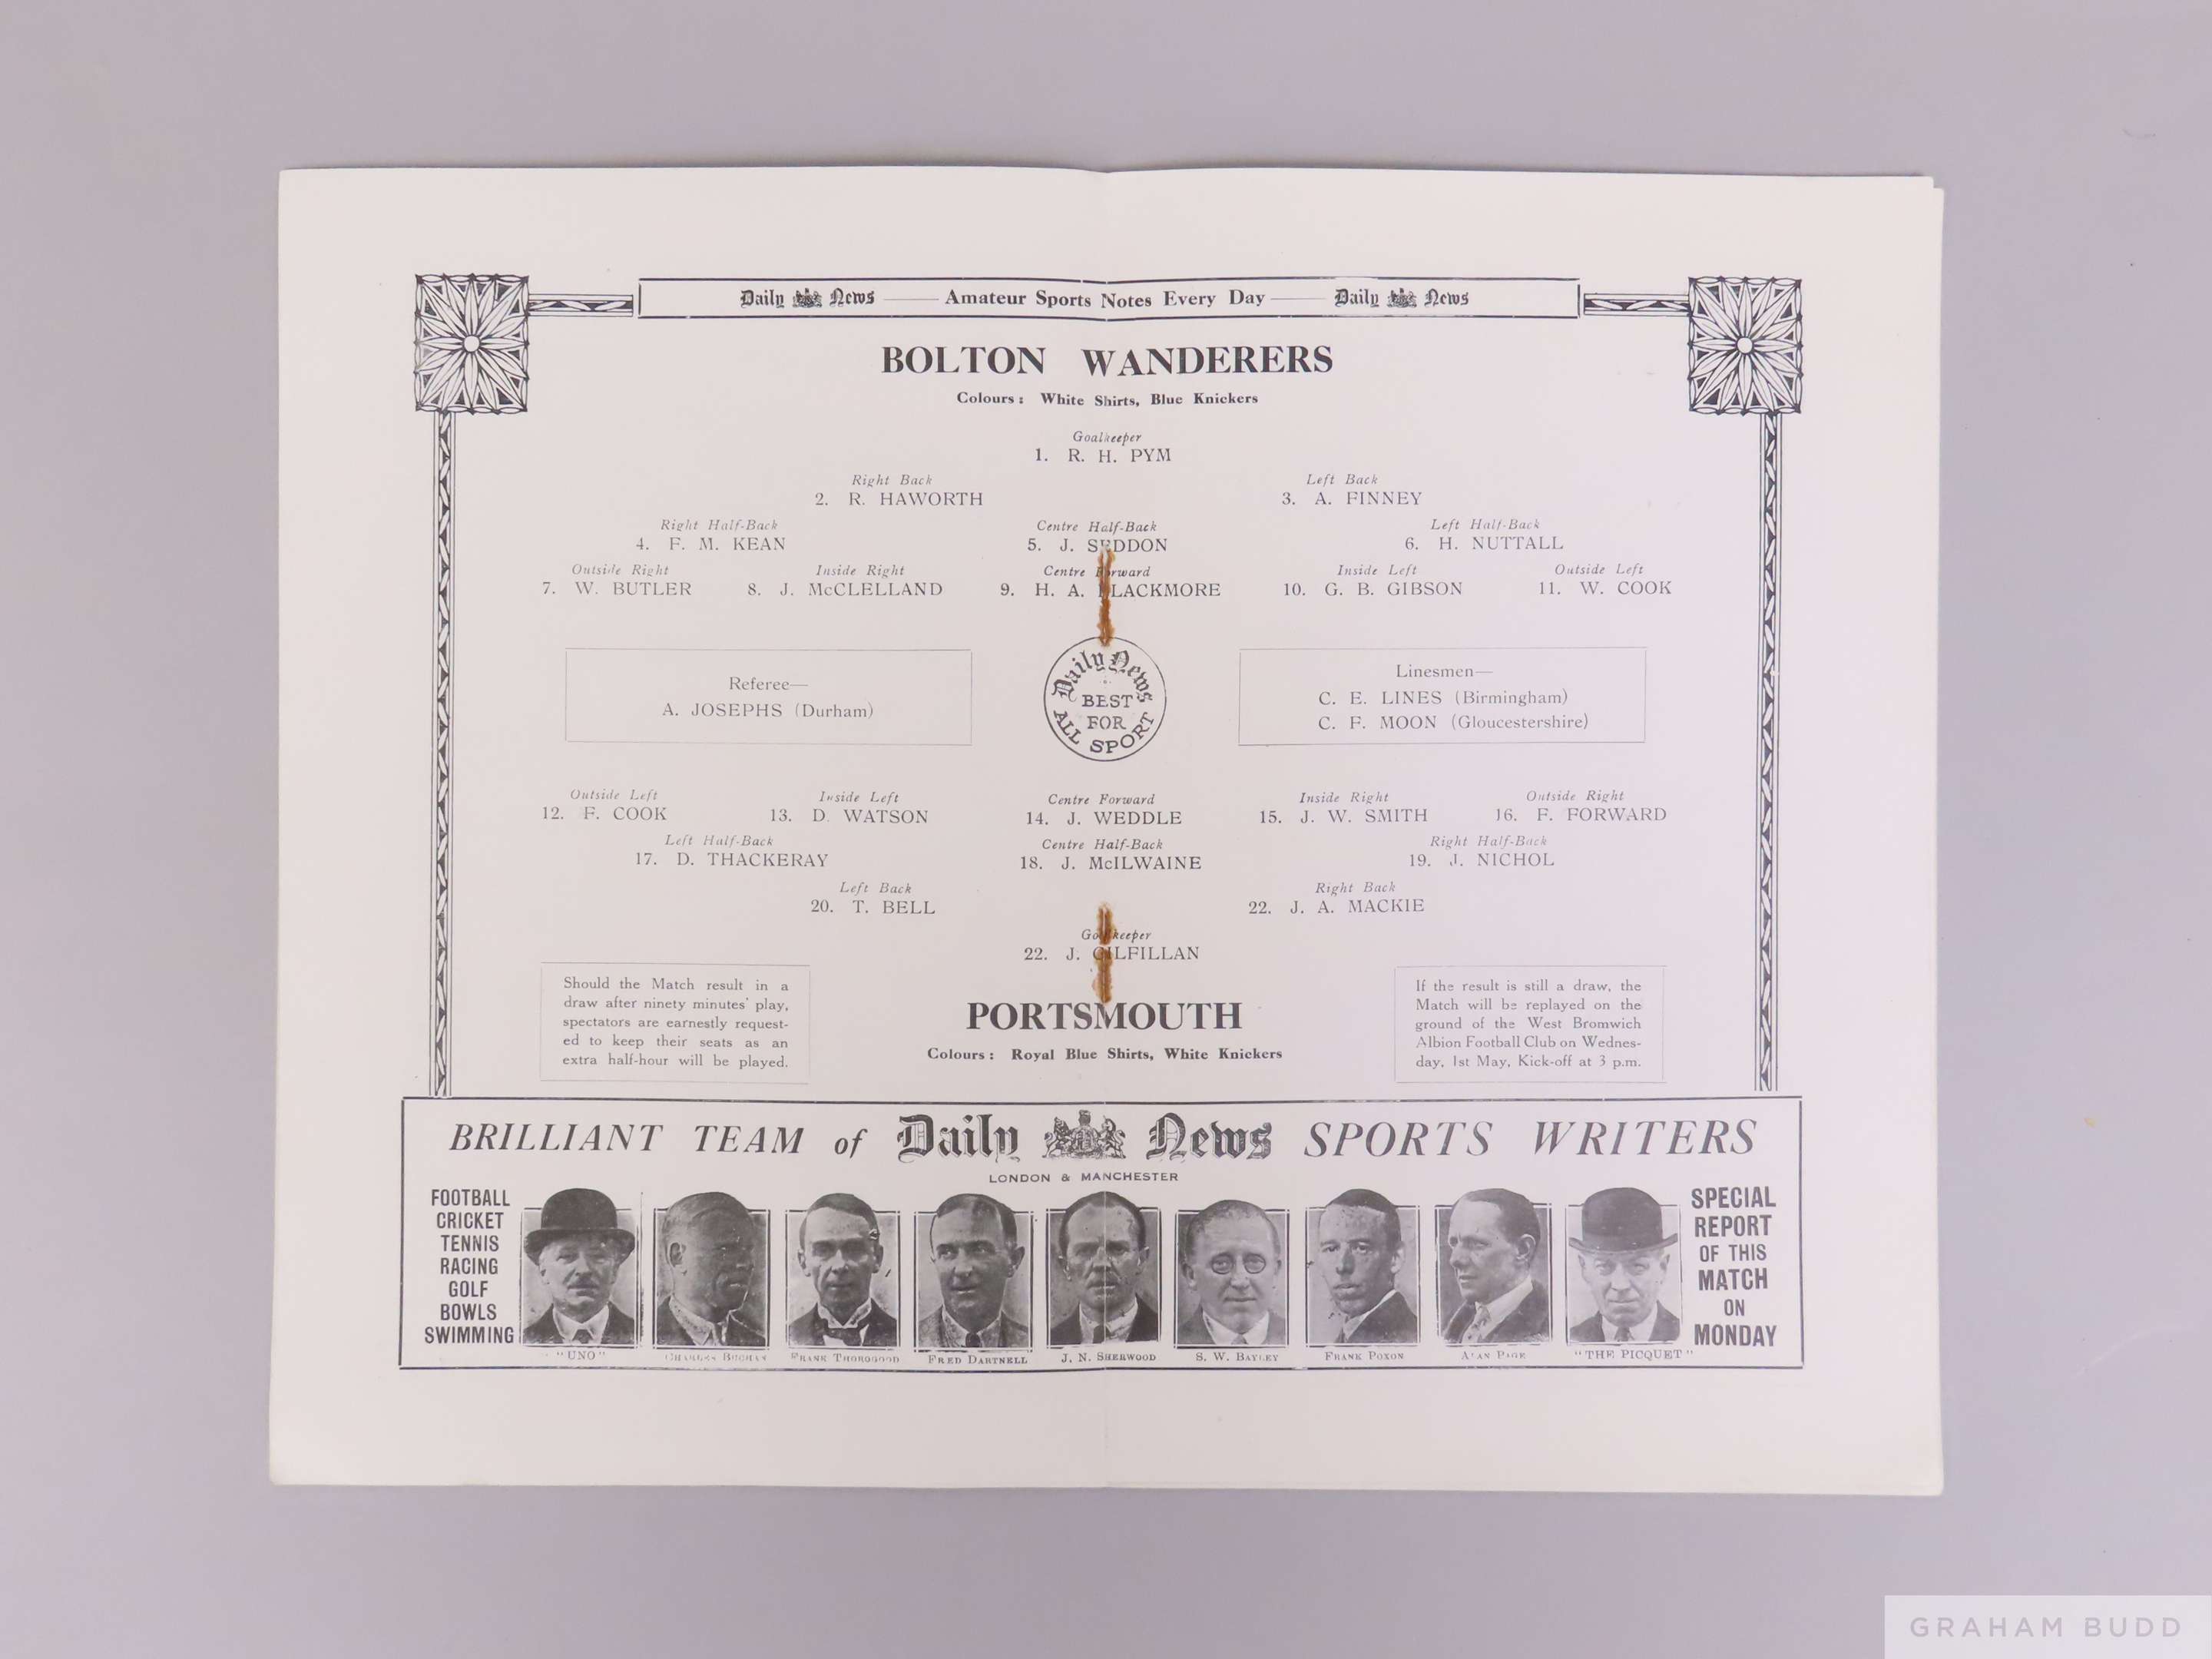 Daily News — Amateur Sports Notes Every Day — Daily News
BOLTON WANDERERS
Colours: White Shirts, Blue Knickers
Goalkeeper
1. R. H. PYM
Right Back Left Back
2. R. HAWORTH 3. A. FINNEY
Right Half-Back Centre Half-Back Left Half-Back
4. F. M. KEAN 5. J. SEDDON 6. H. NUTTALL
Outside Right Inside Right Centre Forward Inside Left Outside Left
7. W. BUTLER 8. J. McCLELLAND 9. H. A. BLACKMORE 10. G. B. GIBSON 11. W. COOK
Referee—
A. JOSEPHS (Durham)
Daily News
BEST
FOR
ALL SPORT
Linesmen—
C. E. LINES (Birmingham)
C. F. MOON (Gloucestershire)
Outside Left Inside Left Centre Forward Inside Right Outside Right
12. F. COOK 13. D. WATSON 14. J. WEDDLE 15. J. W. SMITH 16. F. FORWARD
Left Half-Back Centre Half-Back Right Half-Back
17. D. THACKERAY 18. J. McILWAINE 19. J. NICHOL
Left Back Right Back
20. T. BELL 22. J. A. MACKIE
Goalkeeper
22. J. GILFILLAN
Should the Match result in a
draw after ninety minutes' play,
spectators are earnestly request-
ed to keep their seats as an
extra half-hour will be played.
PORTSMOUTH
Colours: Royal Blue Shirts, White Knickers
If the result is still a draw, the
Match will be replayed on the
ground of the West Bromwich
Albion Football Club on Wednes-
day, 1st May, Kick-off at 3 p.m.
BRILLIANT TEAM of Daily News SPORTS WRITERS
LONDON & MANCHESTER
FOOTBALL
CRICKET
TENNIS
RACING
GOLF
BOWLS
SWIMMING
"UNO" CHARLES BUCHAN FRANK THOROGOOD FRED DARTNELL J. N. SHERWOOD S. W. BAYLEY FRANK POXON ALAN PAGE "THE PICQUET"
SPECIAL
REPORT
OF THIS
MATCH
ON
MONDAY
GRAHAM BUDD